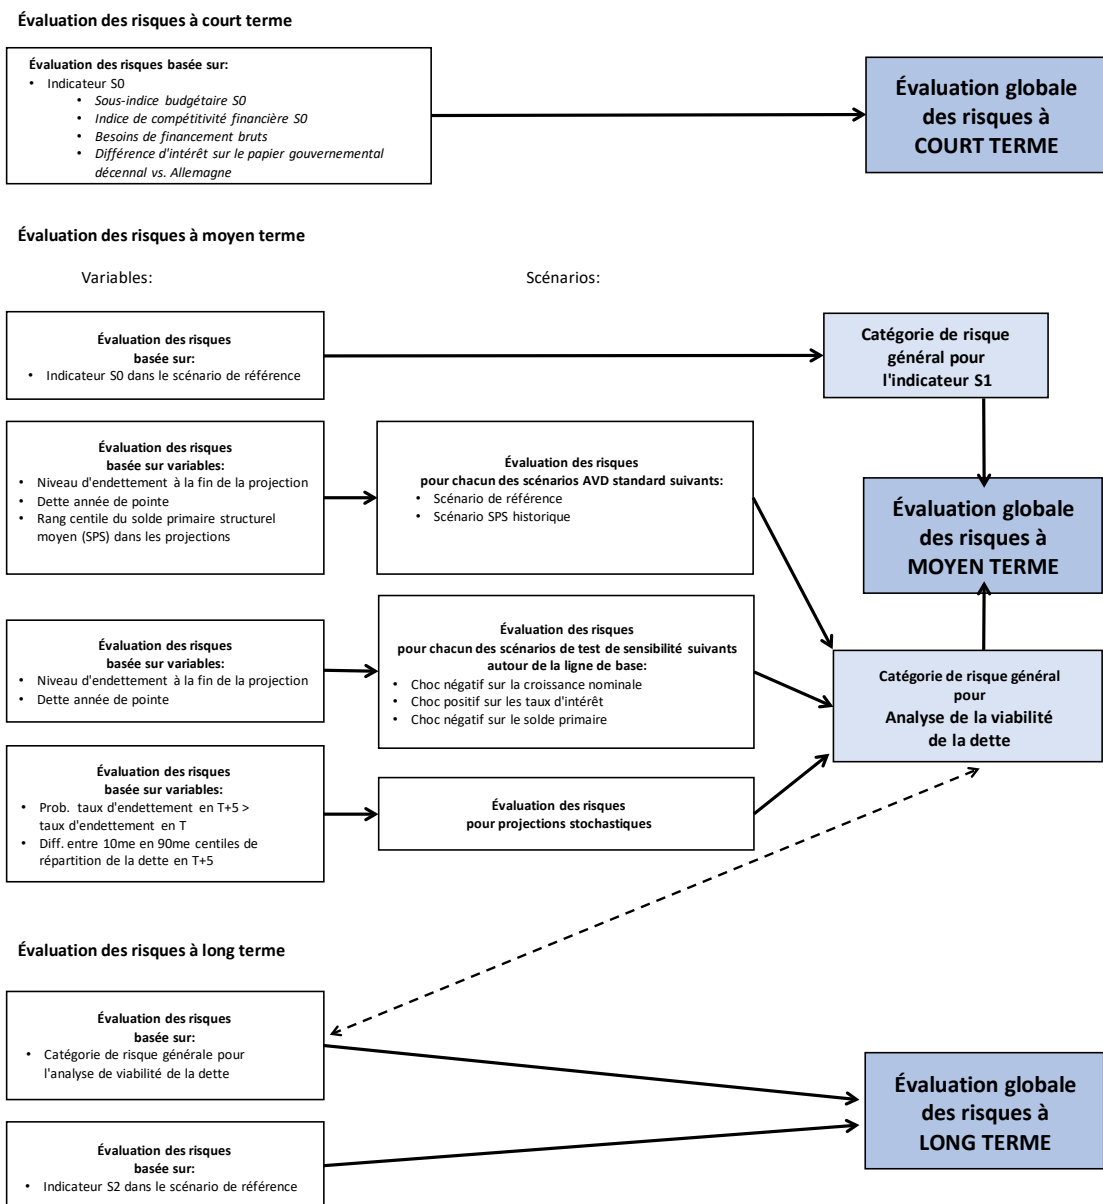 Évaluation des risques à court terme
Évaluation des risques basée sur:
• Indicateur S0
• Sous-indice budgétaire S0
• Indice de compétitivité financière S0
• Besoins de financement bruts
• Différence d'intérêt sur le papier gouvernemental
décennal vs. Allemagne
Évaluation globale
des risques à
COURT TERME
Évaluation des risques à moyen terme
Variables:
Scénarios:
Évaluation des risques
basée sur:
• Indicateur S0 dans le scénario de référence
Catégorie de risque
général pour
l'indicateur S1
Évaluation des risques
basée sur variables:
• Niveau d'endettement à la fin de la projection
• Dette année de pointe
• Rang centile du solde primaire structurel
moyen (SPS) dans les projections
Évaluation des risques
pour chacun des scénarios AVD standard suivants:
• Scénario de référence
• Scénario SPS historique
Évaluation globale
des risques à
MOYEN TERME
Évaluation des risques
basée sur variables:
• Niveau d'endettement à la fin de la projection
• Dette année de pointe
Évaluation des risques
pour chacun des scénarios de test de sensibilité suivants
autour de la ligne de base:
• Choc négatif sur la croissance nominale
• Choc positif sur les taux d'intérêt
• Choc négatif sur le solde primaire
Catégorie de risque général
pour
Analyse de la viabilité
de la dette
Évaluation des risques
basée sur variables:
• Prob. taux d'endettement en T+5 >
taux d'endettement en T
• Diff. entre 10me en 90me centiles de
répartition de la dette en T+5
Évaluation des risques
pour projections stochastiques
Évaluation des risques à long terme
Évaluation des risques
basée sur:
• Catégorie de risque générale pour
l'analyse de viabilité de la dette
Évaluation globale
des risques à
LONG TERME
Évaluation des risques
basée sur:
• Indicateur S2 dans le scénario de référence